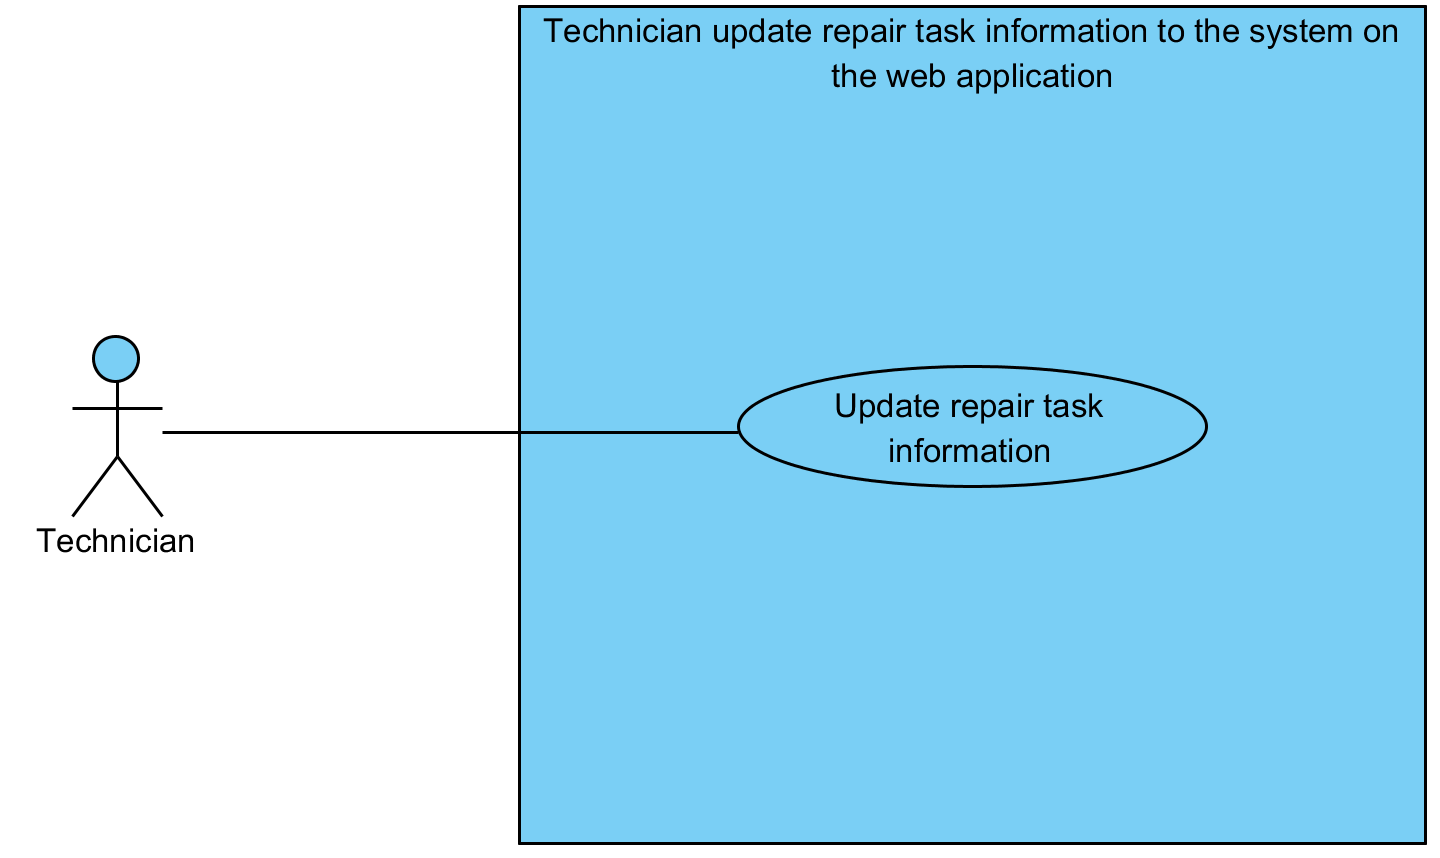 Technician update repair task information to the system on
the web application
Update repair task
information
Technician